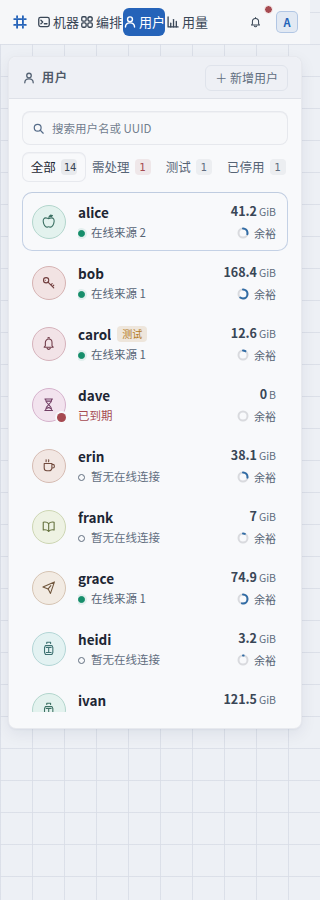 机器 编排 用户 用量 A
用户 新增用户
搜索用户名或 UUID
全部 14 需处理 1 测试 1 已停用 1
alice 41.2 GiB
在线来源 2 余裕
bob 168.4 GiB
在线来源 1 余裕
carol 测试 12.6 GiB
在线来源 1 余裕
dave 0 B
已到期 余裕
erin 38.1 GiB
暂无在线连接 余裕
frank 7 GiB
暂无在线连接 余裕
grace 74.9 GiB
在线来源 1 余裕
heidi 3.2 GiB
暂无在线连接 余裕
ivan 121.5 GiB